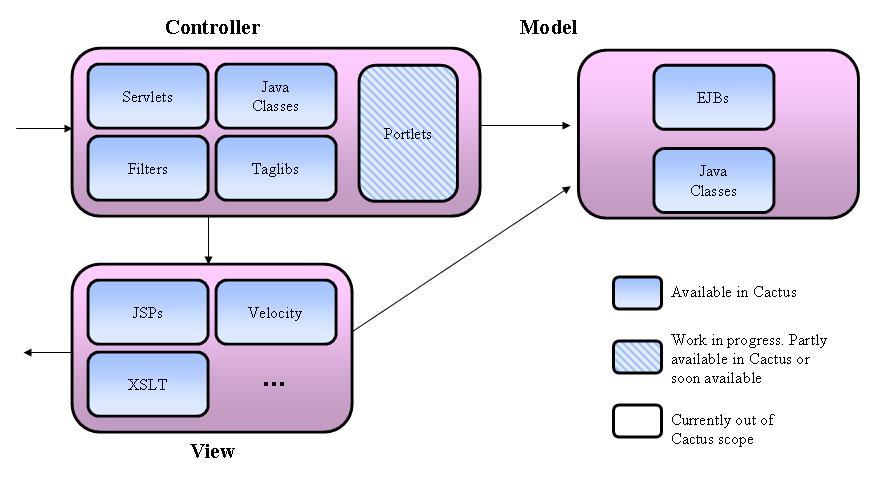 Controller
Model
Servlets
Java
Classes
Portlets
Filters
Taglibs
EJBs
Java
Classes
JSPs
Velocity
XSLT
...
View
Available in Cactus
Work in progress. Partly
available in Cactus or
soon available
Currently out of
Cactus scope